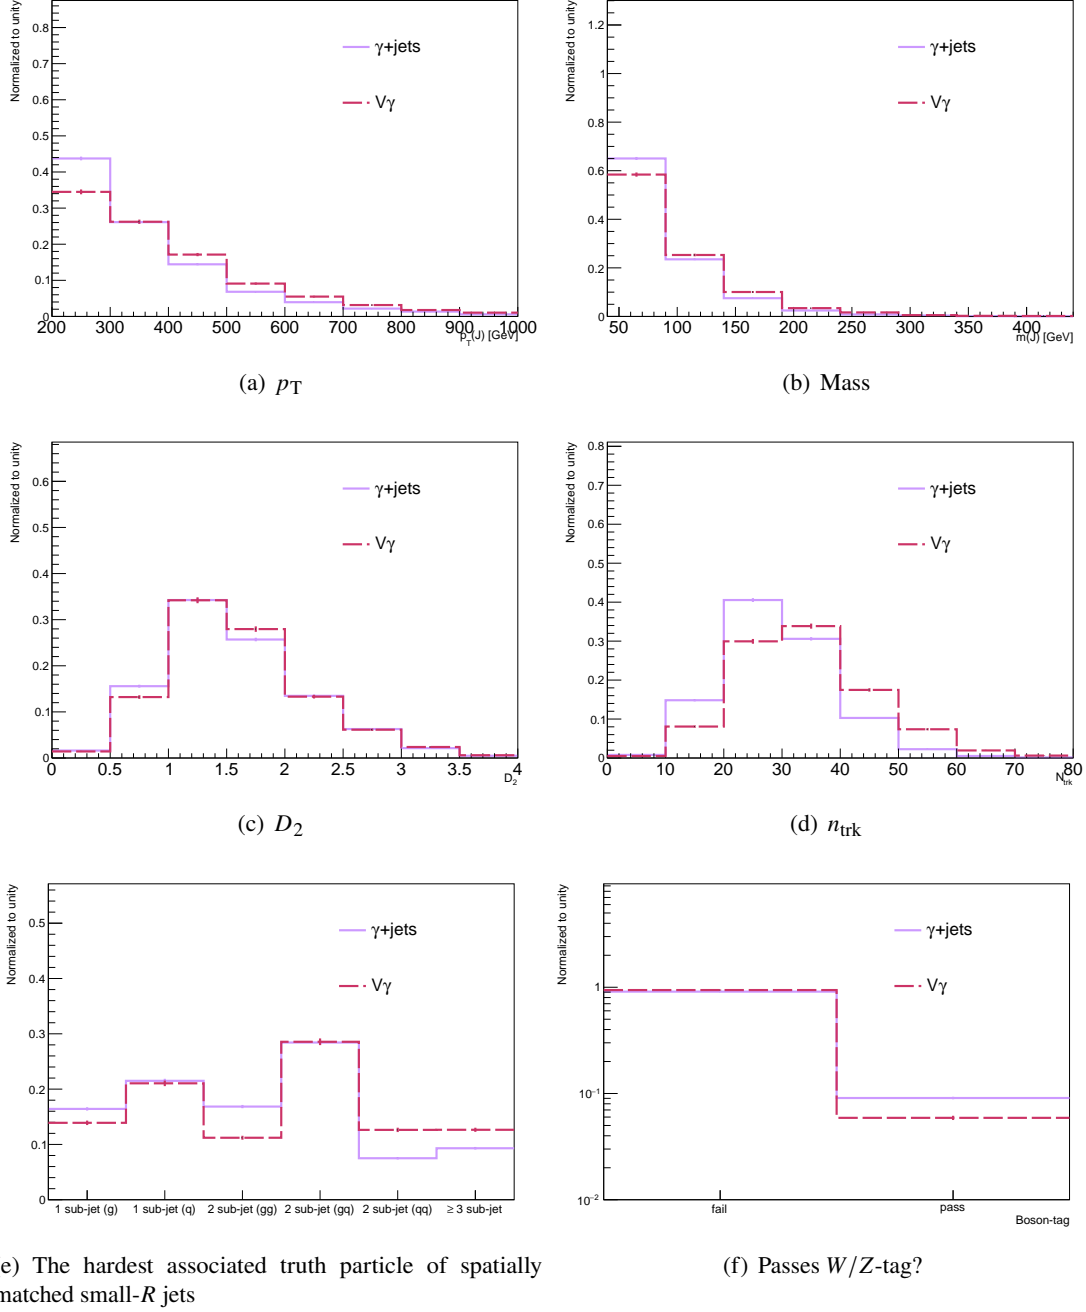 Normalized to unity
0.8
0.7
0.6
0.5
0.4
0.3
0.2
0.1
0
γ+jets
Vγ
200 300 400 500 600 700 800 900 1000
p_T(J) [GeV]
(a) p_T
Normalized to unity
1.2
1
0.8
0.6
0.4
0.2
0
γ+jets
Vγ
50 100 150 200 250 300 350 400
m(J) [GeV]
(b) Mass
Normalized to unity
0.6
0.5
0.4
0.3
0.2
0.1
0
γ+jets
Vγ
0 0.5 1 1.5 2 2.5 3 3.5 4
D_2
(c) D_2
Normalized to unity
0.8
0.7
0.6
0.5
0.4
0.3
0.2
0.1
0
γ+jets
Vγ
0 10 20 30 40 50 60 70 80
N_trk
(d) n_trk
Normalized to unity
0.5
0.4
0.3
0.2
0.1
0
γ+jets
Vγ
1 sub-jet (g) 1 sub-jet (q) 2 sub-jet (gg) 2 sub-jet (gq) 2 sub-jet (qq) ≥ 3 sub-jet
e) The hardest associated truth particle of spatially
matched small-R jets
Normalized to unity
1
10^−1
10^−2
γ+jets
Vγ
fail pass
Boson-tag
(f) Passes W/Z-tag?